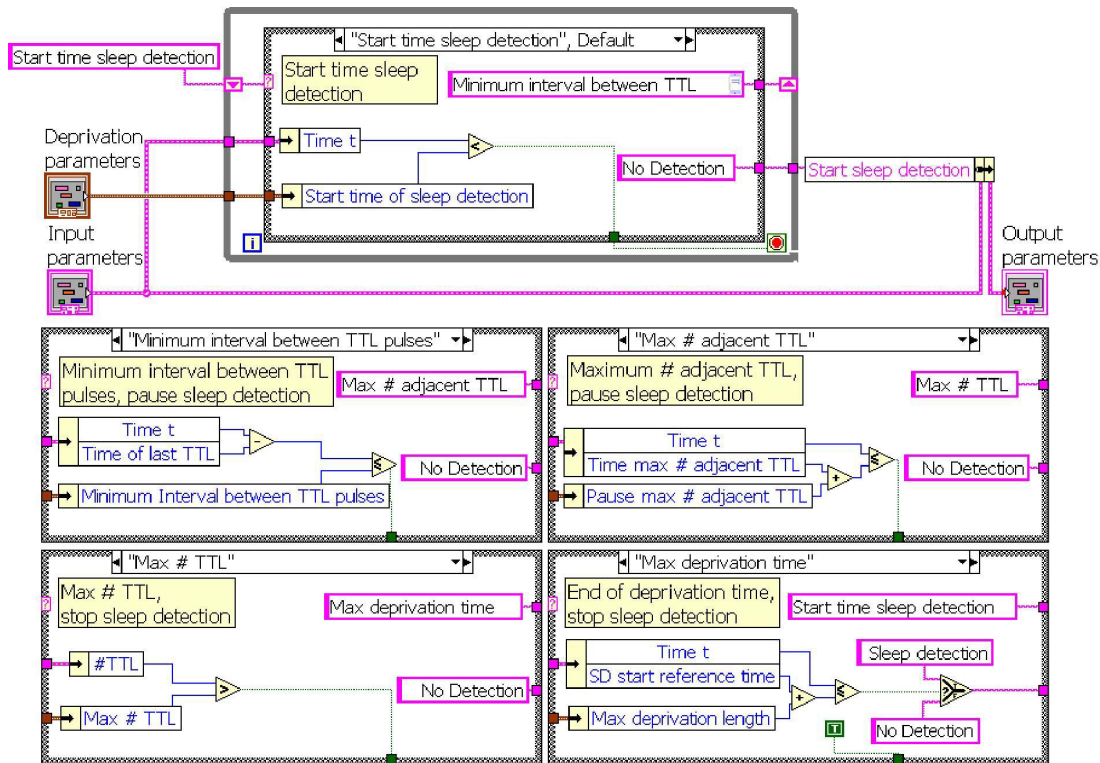 "Start time sleep detection", Default
Start time sleep detection
Start time sleep
detection
Minimum interval between TTL
Deprivation
parameters
Time t
<
No Detection
Start sleep detection
Start time of sleep detection
Input
parameters
i
Output
parameters
"Minimum interval between TTL pulses"
Minimum interval between TTL
pulses, pause sleep detection
Max # adjacent TTL
Time t
Time of last TTL
-
≤
No Detection
Minimum Interval between TTL pulses
"Max # adjacent TTL"
Maximum # adjacent TTL,
pause sleep detection
Max # TTL
Time t
Time max # adjacent TTL
+
≤
No Detection
Pause max # adjacent TTL
"Max # TTL"
Max # TTL,
stop sleep detection
Max deprivation time
#TTL
>
No Detection
Max # TTL
"Max deprivation time"
End of deprivation time,
stop sleep detection
Start time sleep detection
Time t
SD start reference time
+
≤
Sleep detection
Max deprivation length
T
No Detection